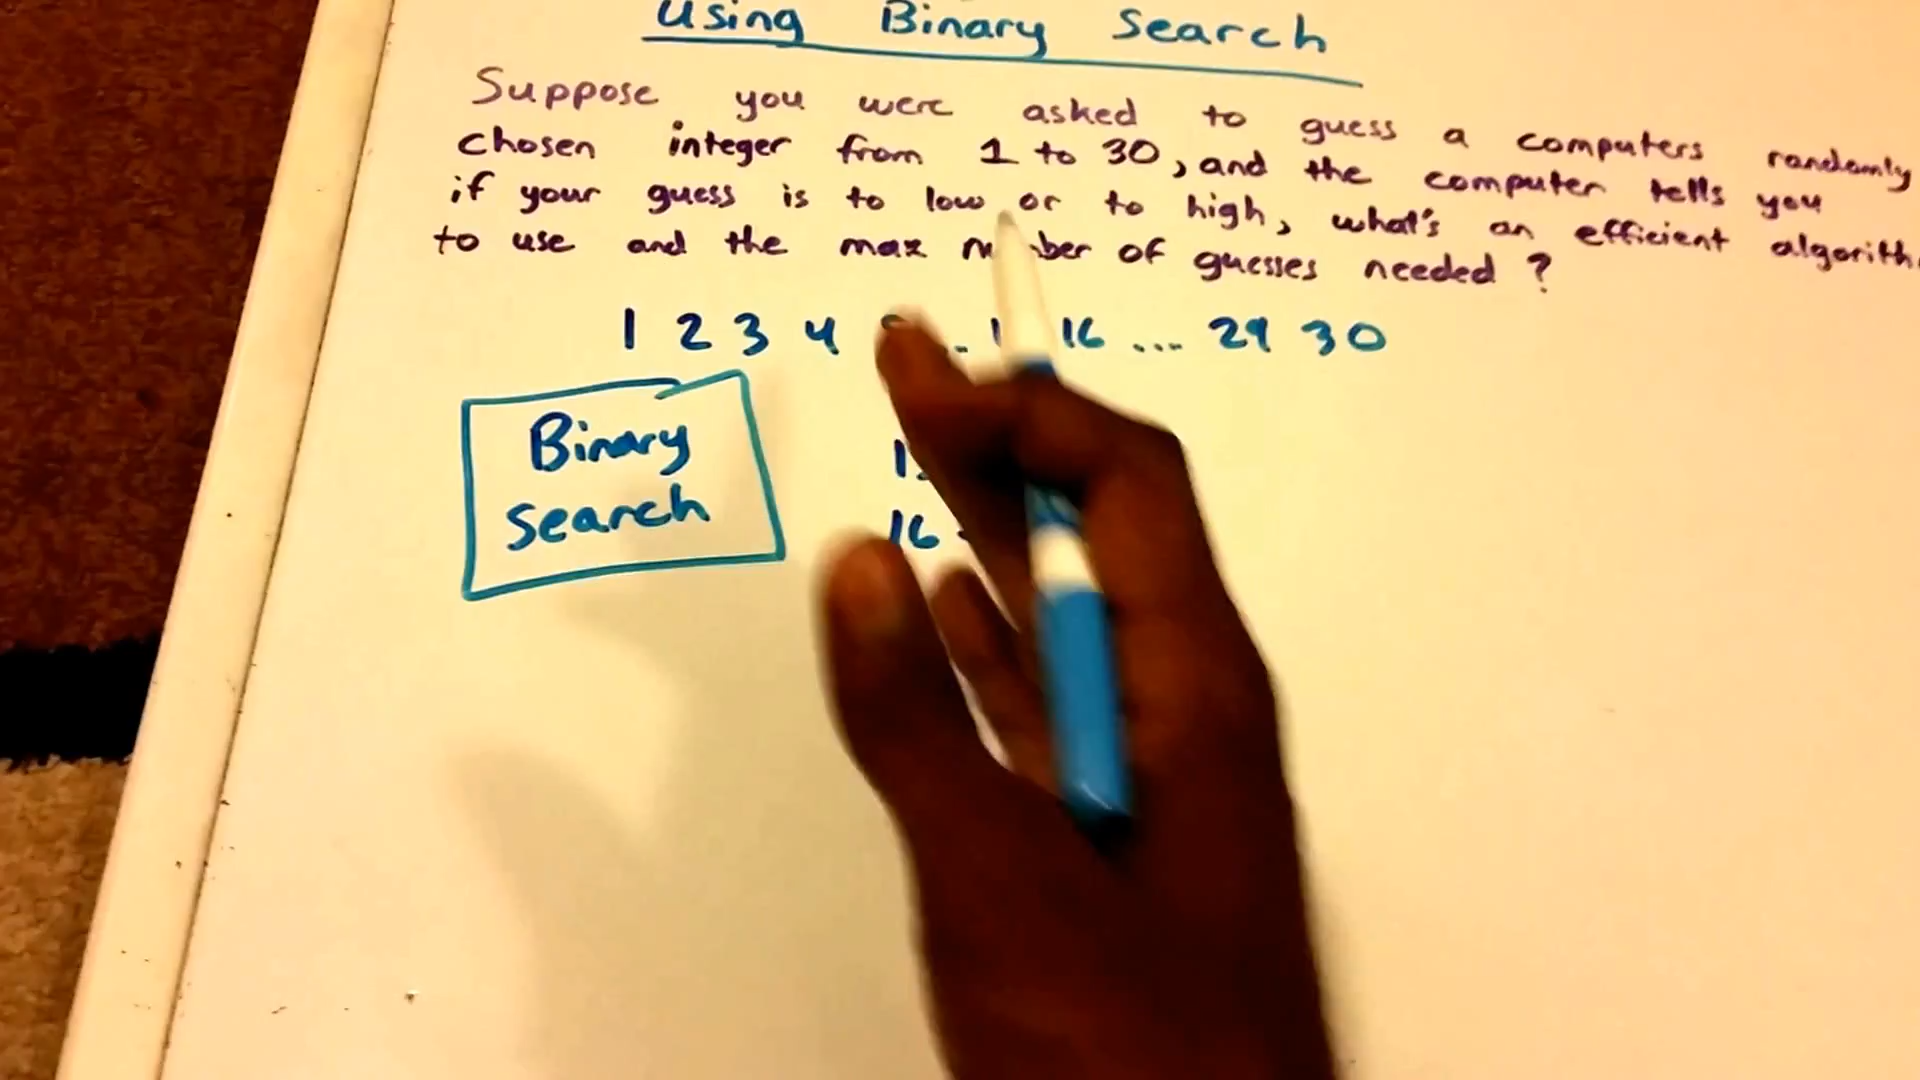 Using Binary Search
Suppose you were asked to guess a computers randomly
chosen integer from 1 to 30, and the computer tells you
if your guess is to low or to high, what's an efficient
to use and the max of guesses needed ?
1 2 3 4 16 ... 29 30
Binary
Search
16